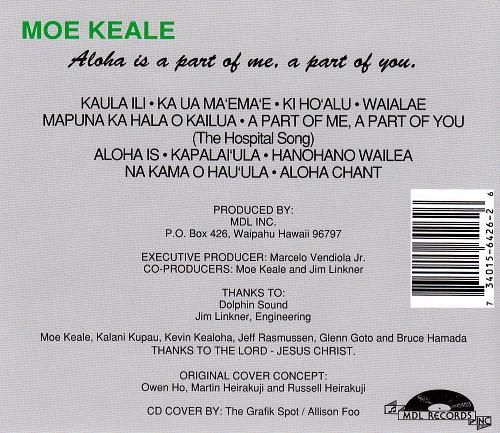 MOE KEALE
Aloha is a part of me, a part of you.
KAULA ILI • KA UA MA'EMA'E • KI HO'ALU • WAIALAE
MAPUNA KA HALA O KAILUA • A PART OF ME, A PART OF YOU
(The Hospital Song)
ALOHA IS • KAPALAI'ULA • HANOHANO WAILEA
NA KAMA O HAU'ULA • ALOHA CHANT
PRODUCED BY:
MDL INC.
P.O. Box 426, Waipahu Hawaii 96797
EXECUTIVE PRODUCER: Marcelo Vendiola Jr.
CO-PRODUCERS: Moe Keale and Jim Linkner
THANKS TO:
Dolphin Sound
Jim Linkner, Engineering
Moe Keale, Kalani Kupau, Kevin Kealoha, Jeff Rasmussen, Glenn Goto and Bruce Hamada
THANKS TO THE LORD - JESUS CHRIST.
ORIGINAL COVER CONCEPT:
Owen Ho, Martin Heirakuji and Russell Heirakuji
CD COVER BY: The Grafik Spot / Allison Foo
7 34015-6426-2 6
MDL RECORDS
INC